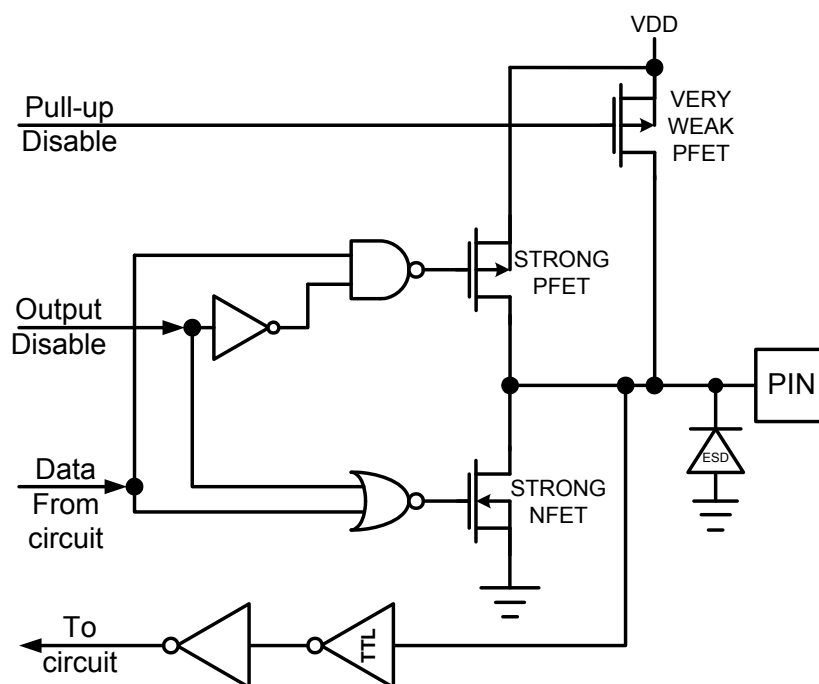 VDD
Pull-up
Disable
VERY
WEAK
PFET
STRONG
PFET
Output
Disable
PIN
ESD
Data
From
circuit
STRONG
NFET
To
circuit
TTL